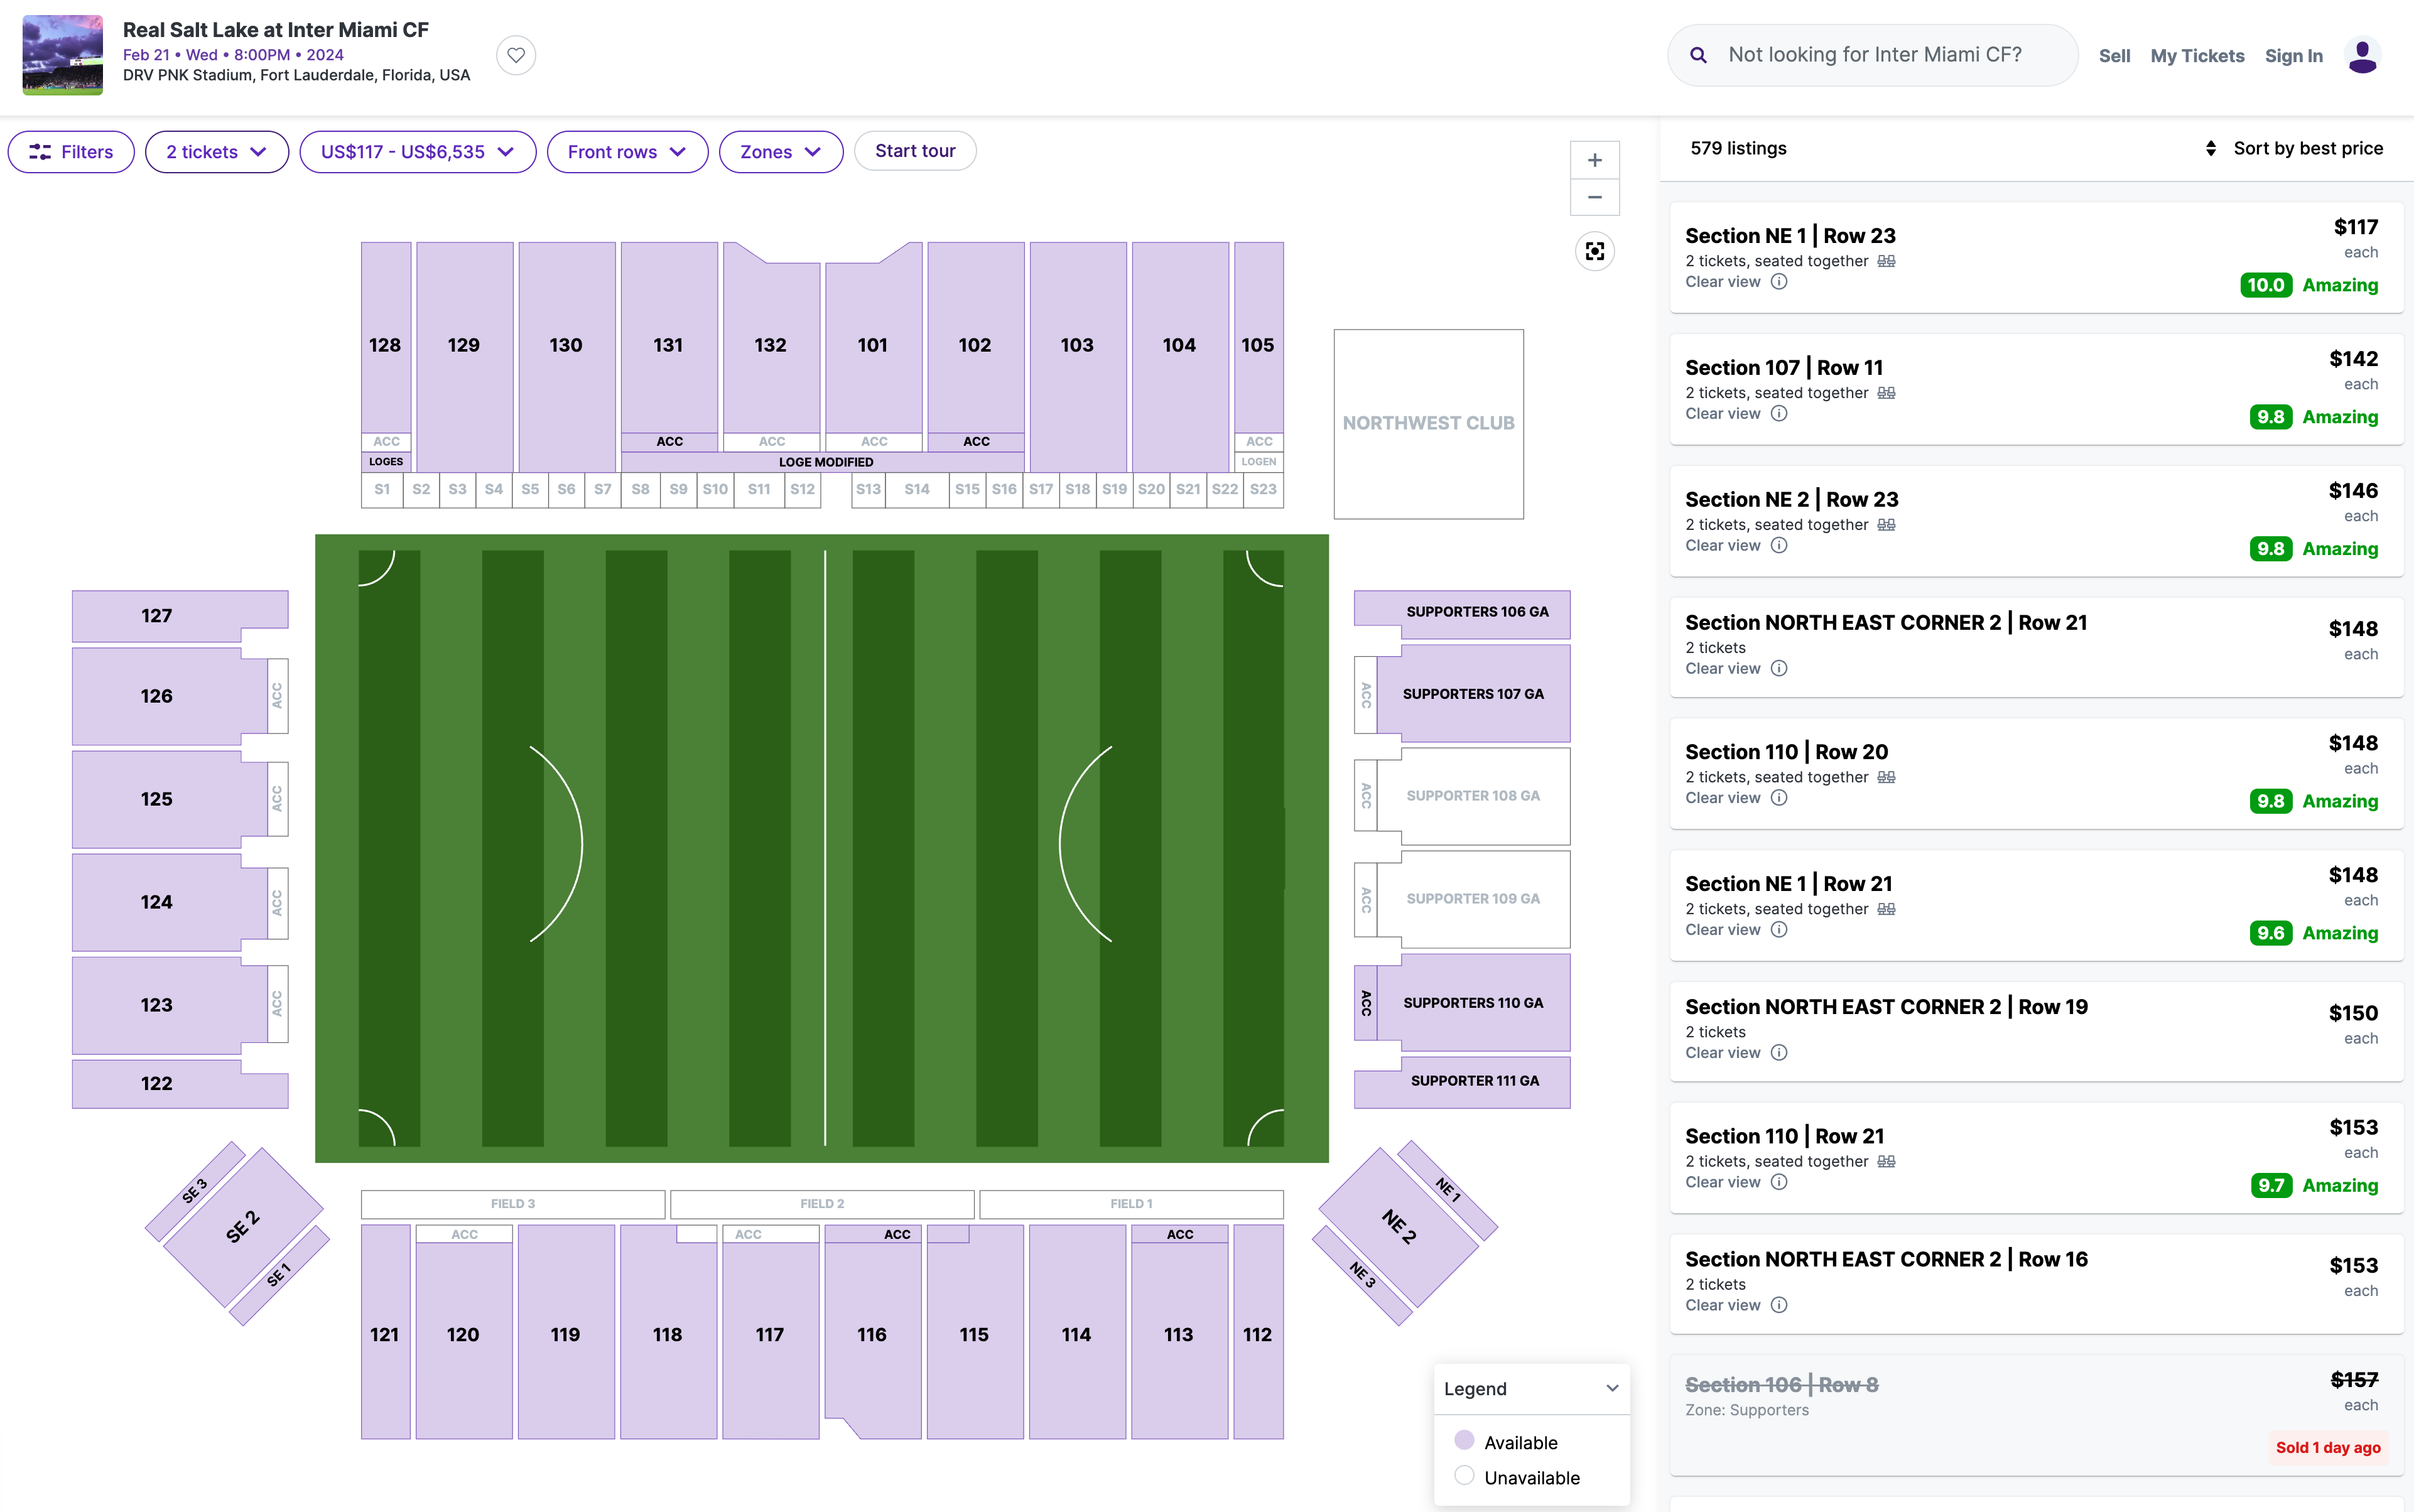 Real Salt Lake at Inter Miami CF
Feb 21 • Wed • 8:00PM • 2024
DRV PNK Stadium, Fort Lauderdale, Florida, USA
Not looking for Inter Miami CF?
Sell
My Tickets
Sign In
Filters
2 tickets
US$117 - US$6,535
Front rows
Zones
Start tour
+
−
128
129
130
131
132
101
102
103
104
105
ACC
ACC
ACC
ACC
ACC
ACC
LOGES
LOGE MODIFIED
LOGEN
S1
S2
S3
S4
S5
S6
S7
S8
S9
S10
S11
S12
S13
S14
S15
S16
S17
S18
S19
S20
S21
S22
S23
NORTHWEST CLUB
127
126
ACC
125
ACC
124
ACC
123
ACC
122
SUPPORTERS 106 GA
ACC
SUPPORTERS 107 GA
ACC
SUPPORTER 108 GA
ACC
SUPPORTER 109 GA
ACC
SUPPORTERS 110 GA
SUPPORTER 111 GA
SE 3
SE 2
SE 1
NE 1
NE 2
NE 3
FIELD 3
FIELD 2
FIELD 1
ACC
ACC
ACC
ACC
121
120
119
118
117
116
115
114
113
112
Legend
Available
Unavailable
579 listings
Sort by best price
Section NE 1 | Row 23
2 tickets, seated together
Clear view
$117
each
10.0 Amazing
Section 107 | Row 11
2 tickets, seated together
Clear view
$142
each
9.8 Amazing
Section NE 2 | Row 23
2 tickets, seated together
Clear view
$146
each
9.8 Amazing
Section NORTH EAST CORNER 2 | Row 21
2 tickets
Clear view
$148
each
Section 110 | Row 20
2 tickets, seated together
Clear view
$148
each
9.8 Amazing
Section NE 1 | Row 21
2 tickets, seated together
Clear view
$148
each
9.6 Amazing
Section NORTH EAST CORNER 2 | Row 19
2 tickets
Clear view
$150
each
Section 110 | Row 21
2 tickets, seated together
Clear view
$153
each
9.7 Amazing
Section NORTH EAST CORNER 2 | Row 16
2 tickets
Clear view
$153
each
Section 106 | Row 8
Zone: Supporters
$157
each
Sold 1 day ago